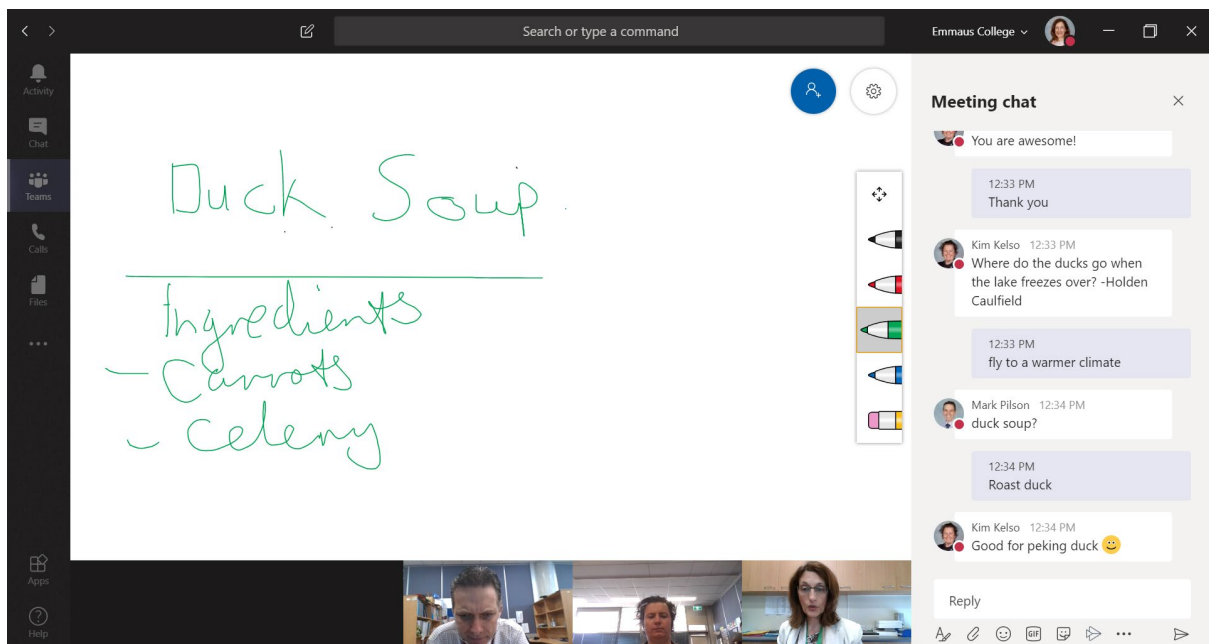 Search or type a command
Emmaus College
Activity
Chat
Teams
Calls
Files
Apps
Help
Duck Soup.
Ingredients
- Carrots
- Celery
Meeting chat
You are awesome!
12:33 PM
Thank you
Kim Kelso 12:33 PM
Where do the ducks go when
the lake freezes over? -Holden
Caulfield
12:33 PM
fly to a warmer climate
Mark Pilson 12:34 PM
duck soup?
12:34 PM
Roast duck
Kim Kelso 12:34 PM
Good for peking duck 🙂
Reply
GIF